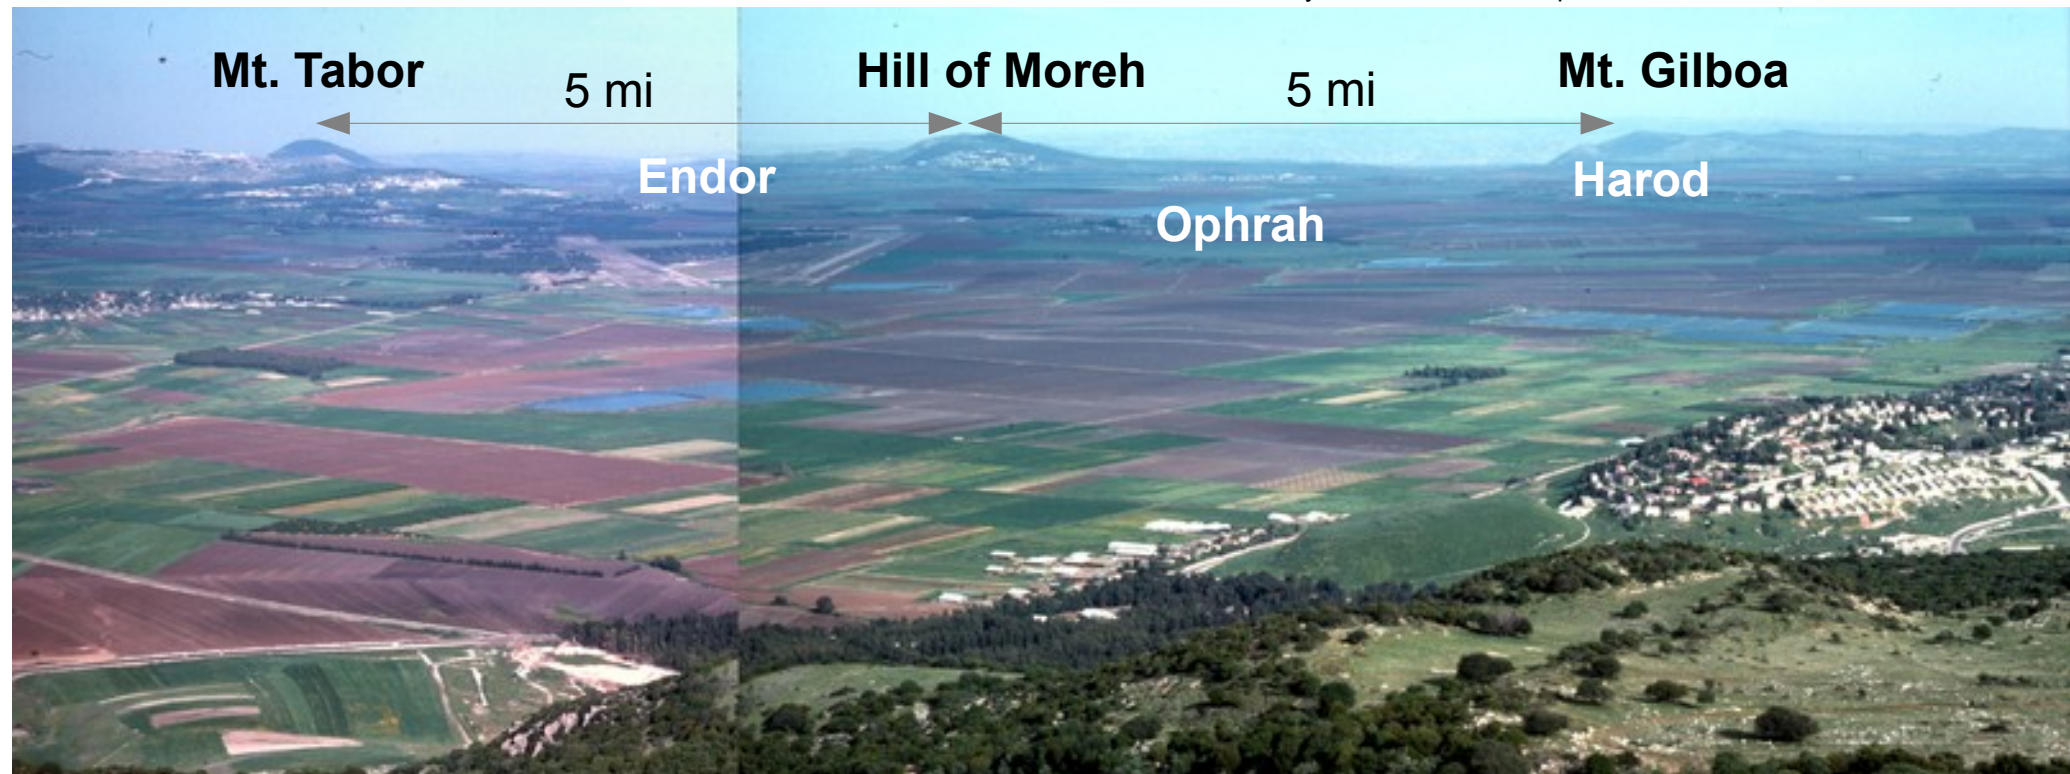 Mt. Tabor
5 mi
Hill of Moreh
5 mi
Mt. Gilboa
Endor
Harod
Ophrah